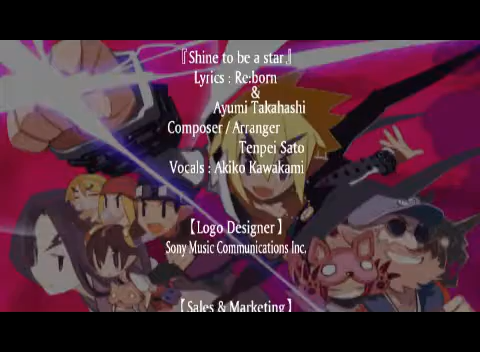 『Shine to be a star』
Lyrics : Re:born
&
Ayumi Takahashi
Composer / Arranger
Tenpei Sato
Vocals : Akiko Kawakami
【Logo Designer】
Sony Music Communications Inc.
【Sales & Marketing】